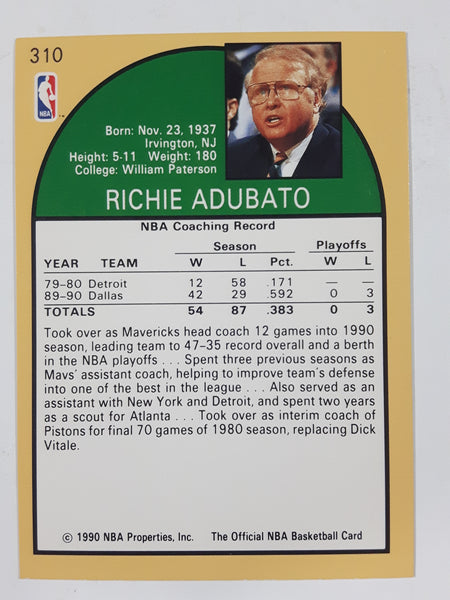 310
NBA
Born: Nov. 23, 1937
Irvington, NJ
Height: 5-11 Weight: 180
College: William Paterson
RICHIE ADUBATO
NBA Coaching Record
Season Playoffs
YEAR TEAM W L Pct. W L
79-80 Detroit 12 58 .171 — —
89-90 Dallas 42 29 .592 0 3
TOTALS 54 87 .383 0 3
Took over as Mavericks head coach 12 games into 1990
season, leading team to 47-35 record overall and a berth
in the NBA playoffs . . . Spent three previous seasons as
Mavs' assistant coach, helping to improve team's defense
into one of the best in the league . . . Also served as an
assistant with New York and Detroit, and spent two years
as a scout for Atlanta . . . Took over as interim coach of
Pistons for final 70 games of 1980 season, replacing Dick
Vitale.
© 1990 NBA Properties, Inc. The Official NBA Basketball Card